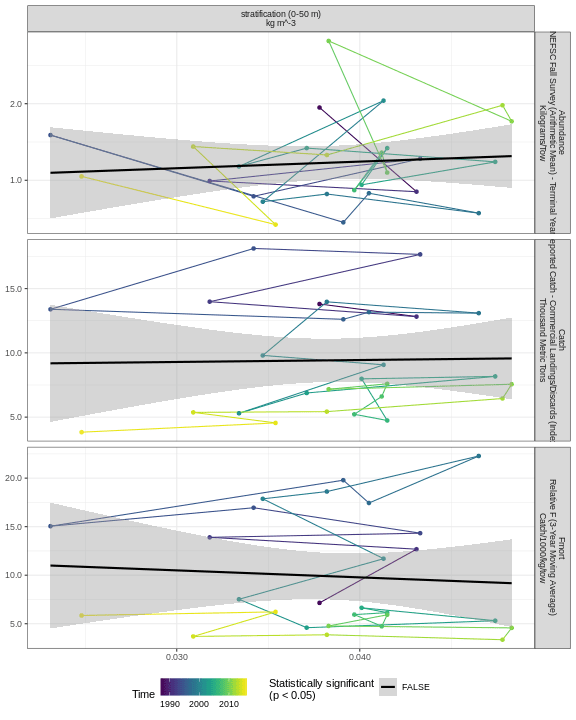 stratification (0-50 m)
kg m^-3
2.0
1.0
Abundance
NEFSC Fall Survey (Arithmetic Mean) - Terminal Year
Kilograms/tow
15.0
10.0
5.0
Catch
reported Catch - Commercial Landings/Discards (Index
Thousand Metric Tons
20.0
15.0
10.0
5.0
Fmort
Relative F (3-Year Moving Average)
Catch/1000/kg/tow
0.030
0.040
Time
1990
2000
2010
Statistically significant
(p < 0.05)
FALSE